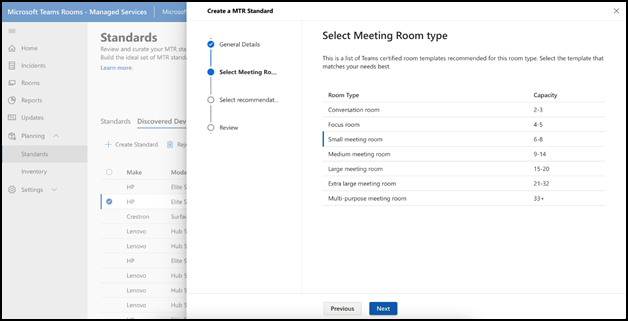 Microsoft Teams Rooms - Managed Services
Microsoft
Home
Incidents
Rooms
Reports
Updates
Planning
Standards
Inventory
Settings
Standards
Review and curate your MTR ste
Build the ideal set of MTR standa
Learn more.
Standards Discovered Dev
Create Standard Reje
Make Mode
HP Elite S
HP Elite S
Crestron Surfa
Lenovo Hub S
Lenovo Hub S
HP Elite S
Lenovo Hub S
Lenovo Hub S
Lenovo Hub S
Create a MTR Standard
General Details
Select Meeting Ro...
Select recommendat..
Review
Select Meeting Room type
This is a list of Teams certified room templates recommended for this room type. Select the template that
matches your needs best.
Room Type Capacity
Conversation room 2-3
Focus room 4-5
Small meeting room 6-8
Medium meeting room 9-14
Large meeting room 15-20
Extra large meeting room 21-32
Multi-purpose meeting room 33+
Previous Next